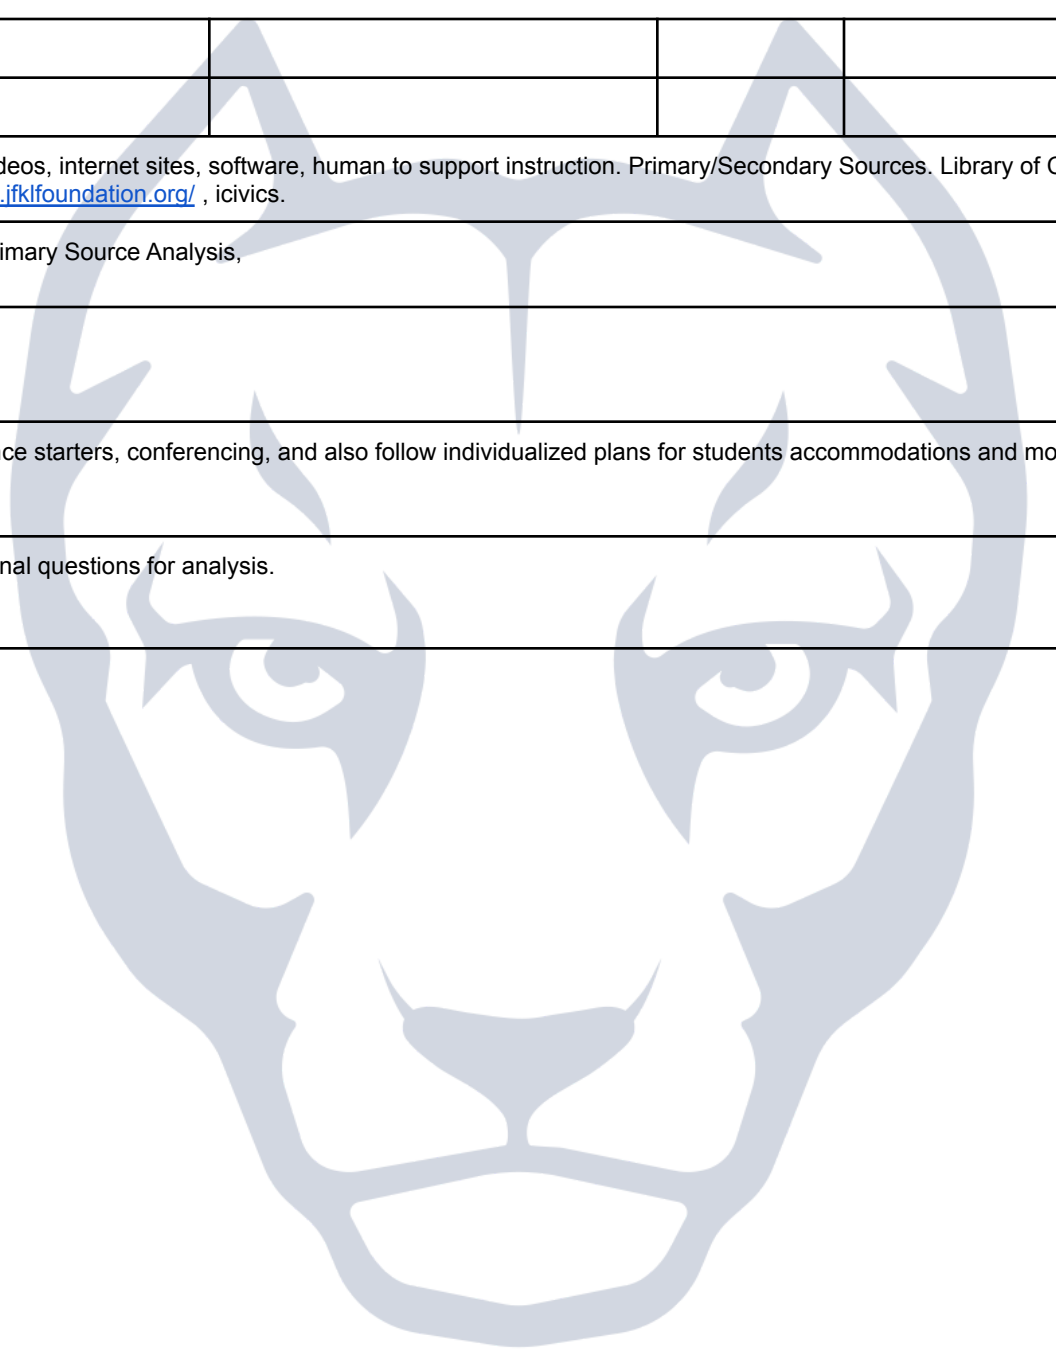 deos, internet sites, software, human to support instruction. Primary/Secondary Sources. Library of
.jfklfoundation.org/ , icivics.
imary Source Analysis,
ce starters, conferencing, and also follow individualized plans for students accommodations and mo
nal questions for analysis.